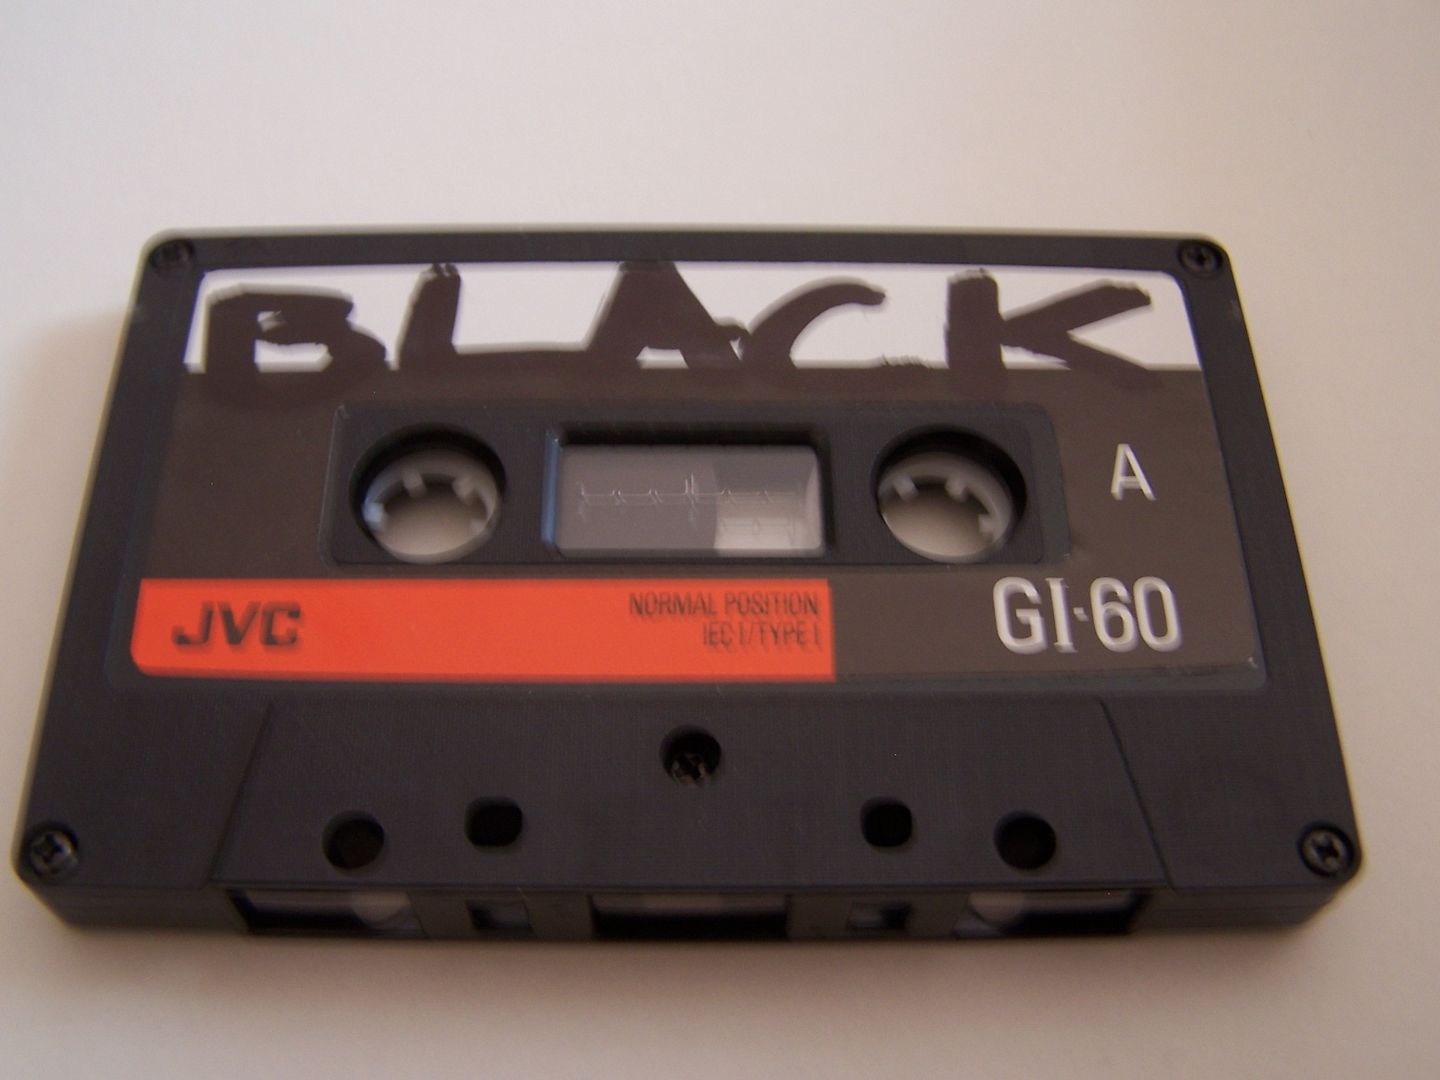 BLACK
A
JVC
NORMAL POSITION
IEC I/TYPE I
GI-60